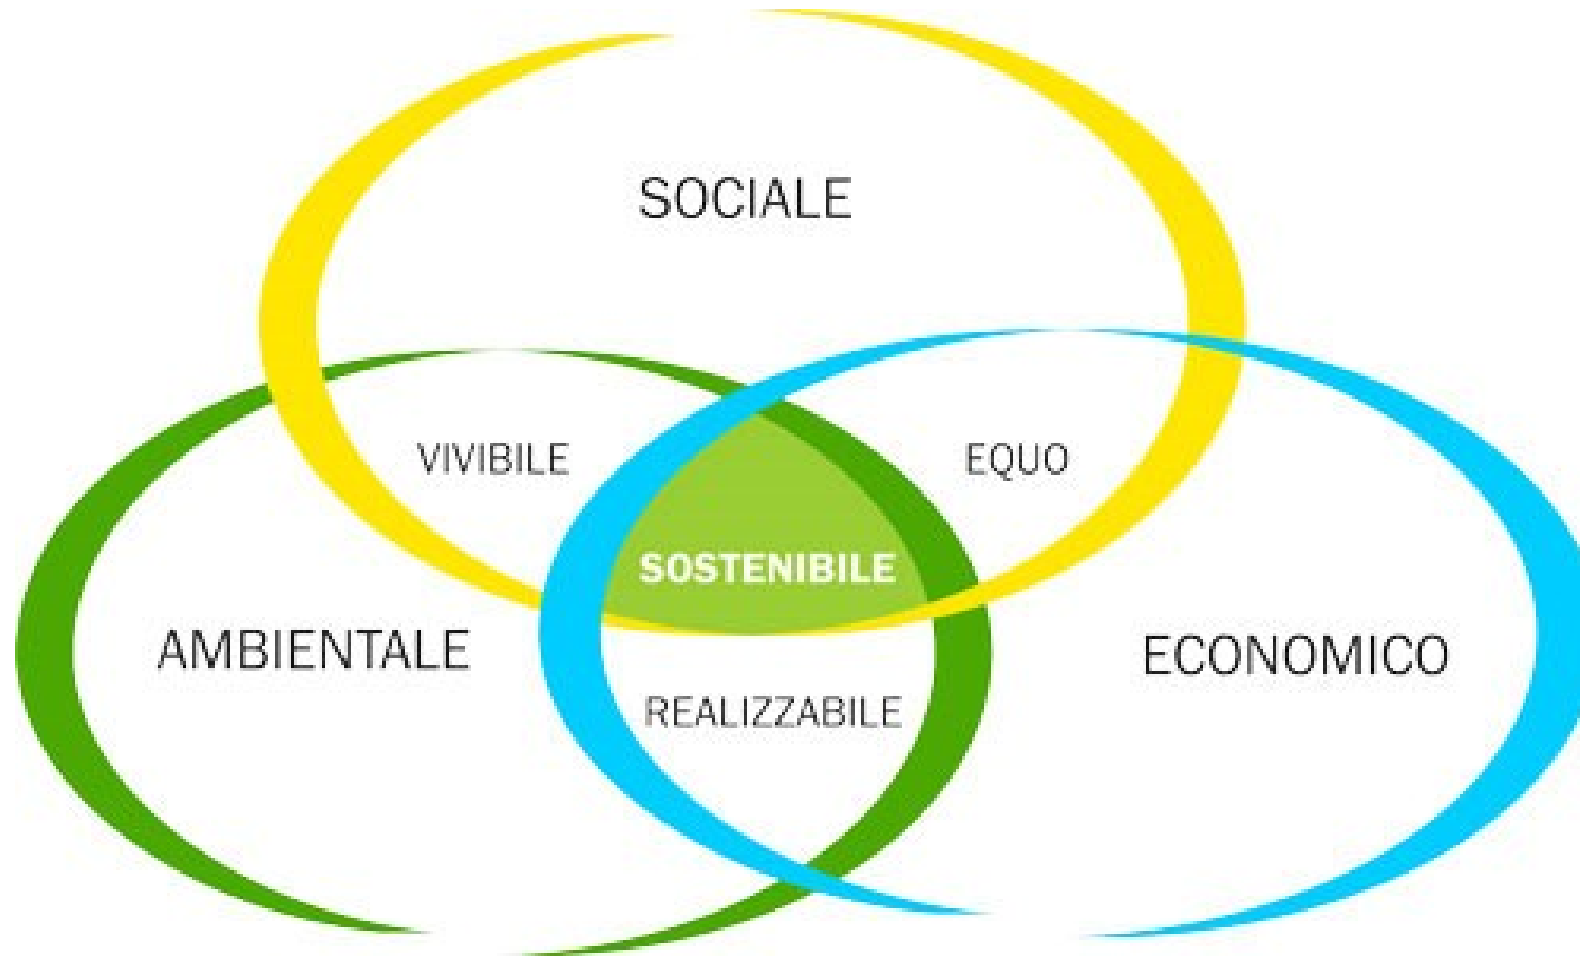 SOCIALE
VIVIBILE
EQUO
SOSTENIBILE
AMBIENTALE
ECONOMICO
REALIZZABILE